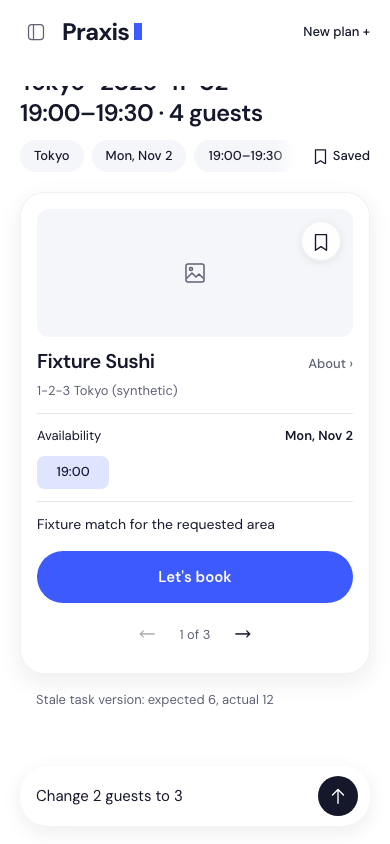 Praxis
New plan +
19:00–19:30 · 4 guests
Tokyo
Mon, Nov 2
19:00–19:30
Saved
Fixture Sushi
About ›
1-2-3 Tokyo (synthetic)
Availability
Mon, Nov 2
19:00
Fixture match for the requested area
Let's book
← 1 of 3 →
Stale task version: expected 6, actual 12
Change 2 guests to 3